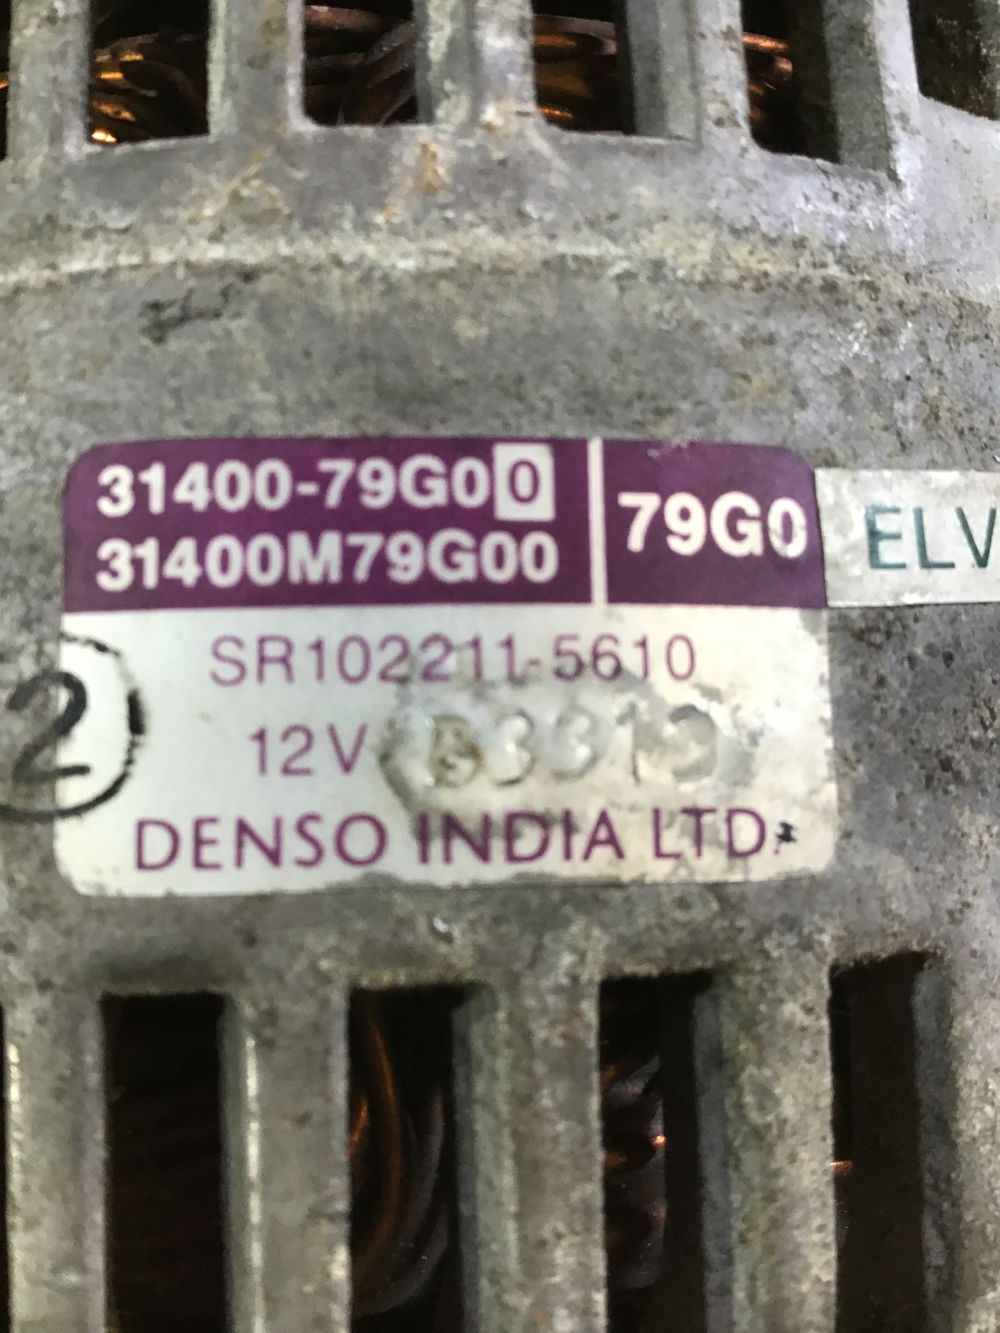 31400-79G00
31400M79G00
79G0
ELV
SR102211-5610
12V
2
DENSO INDIA LTD.